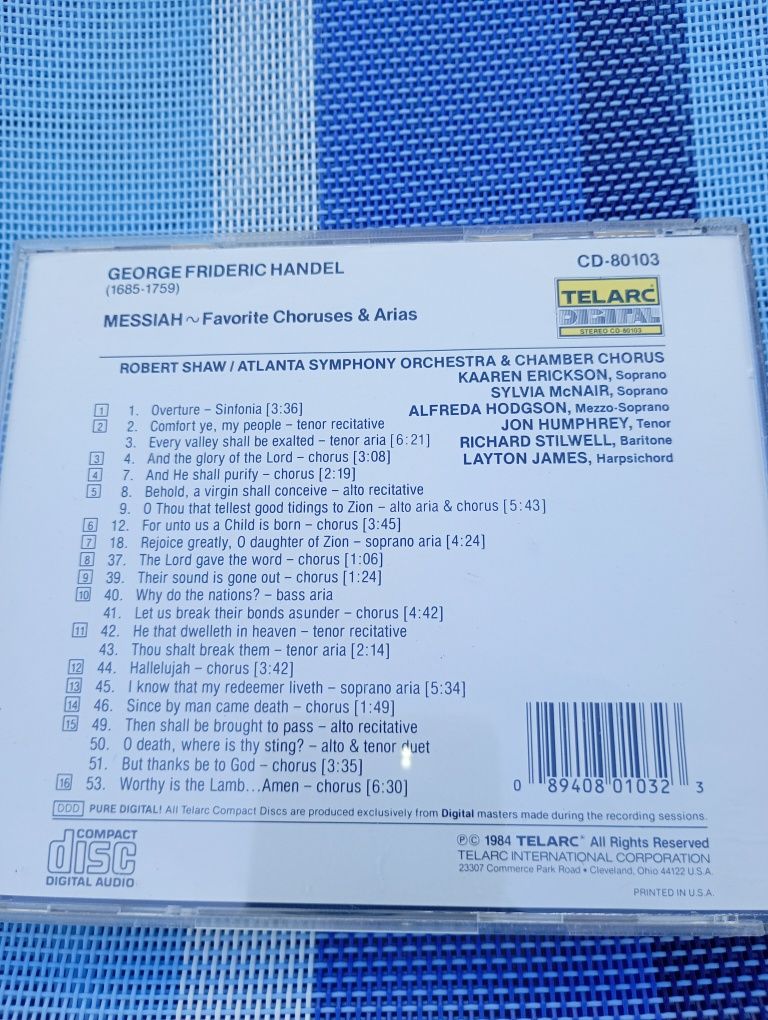 GEORGE FRIDERIC HANDEL
(1685-1759)
CD-80103
TELARC
DIGITAL
STEREO CD-80103
MESSIAH ~ Favorite Choruses & Arias
ROBERT SHAW / ATLANTA SYMPHONY ORCHESTRA & CHAMBER CHORUS
KAAREN ERICKSON, Soprano
SYLVIA McNAIR, Soprano
ALFREDA HODGSON, Mezzo-Soprano
JON HUMPHREY, Tenor
RICHARD STILWELL, Baritone
LAYTON JAMES, Harpsichord
1 1. Overture – Sinfonia [3:36]
2 2. Comfort ye, my people – tenor recitative
3. Every valley shall be exalted – tenor aria [6:21]
3 4. And the glory of the Lord – chorus [3:08]
4 7. And He shall purify – chorus [2:19]
5 8. Behold, a virgin shall conceive – alto recitative
9. O Thou that tellest good tidings to Zion – alto aria & chorus [5:43]
6 12. For unto us a Child is born – chorus [3:45]
7 18. Rejoice greatly, O daughter of Zion – soprano aria [4:24]
8 37. The Lord gave the word – chorus [1:06]
9 39. Their sound is gone out – chorus [1:24]
10 40. Why do the nations? – bass aria
41. Let us break their bonds asunder – chorus [4:42]
11 42. He that dwelleth in heaven – tenor recitative
43. Thou shalt break them – tenor aria [2:14]
12 44. Hallelujah – chorus [3:42]
13 45. I know that my redeemer liveth – soprano aria [5:34]
14 46. Since by man came death – chorus [1:49]
15 49. Then shall be brought to pass – alto recitative
50. O death, where is thy sting? – alto & tenor duet
51. But thanks be to God – chorus [3:35]
16 53. Worthy is the Lamb...Amen – chorus [6:30]
0 89408 01032 3
DDD PURE DIGITAL! All Telarc Compact Discs are produced exclusively from Digital masters made during the recording sessions.
COMPACT
disc
DIGITAL AUDIO
℗© 1984 TELARC® All Rights Reserved
TELARC INTERNATIONAL CORPORATION
23307 Commerce Park Road • Cleveland, Ohio 44122 U.S.A.
PRINTED IN U.S.A.